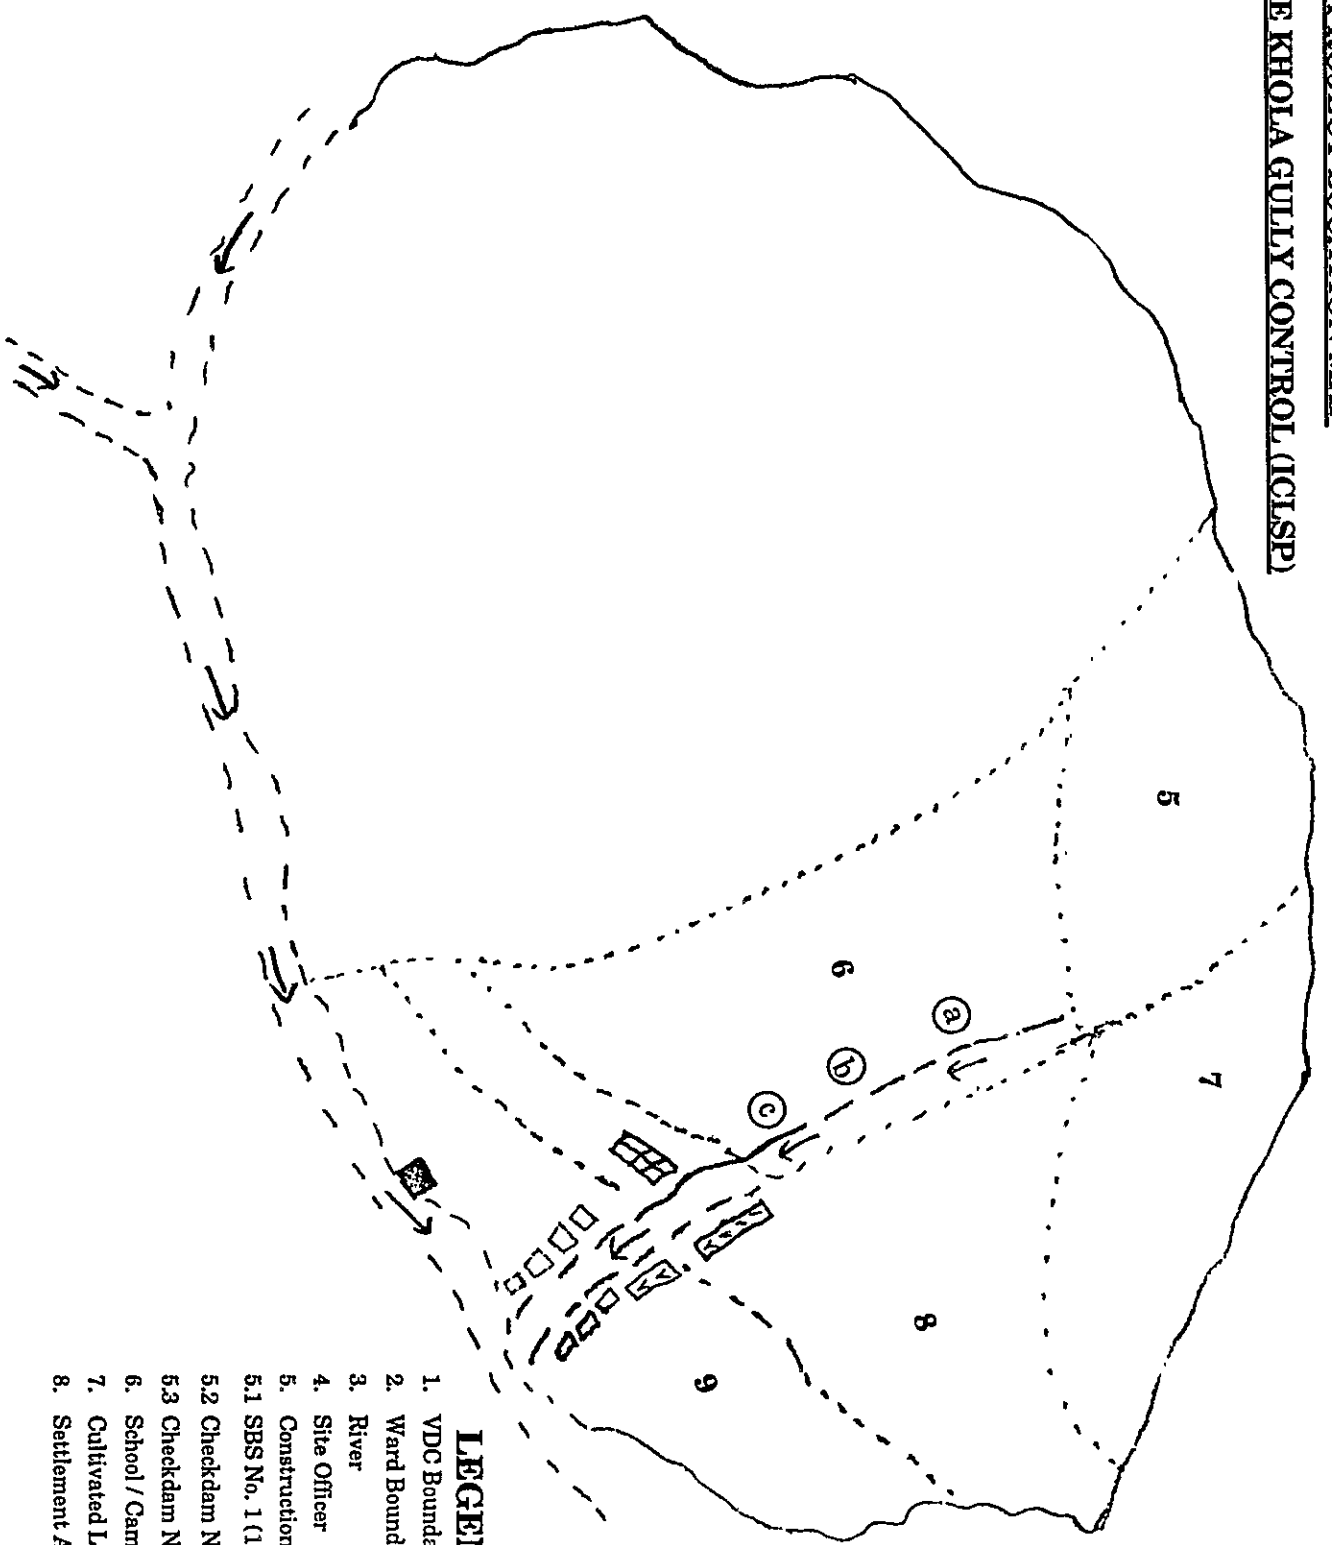 E KHOLA GULLY CONTROL (ICLSP)
5
7
6
a
b
c
8
9
LEGE
1. VDC Bounda
2. Ward Bound
3. River
4. Site Officer
5. Construction
5.1 SBS No. 1 (1
5.2 Checkdam N
5.3 Checkdam N
6. School / Cam
7. Cultivated L
8. Settlement A